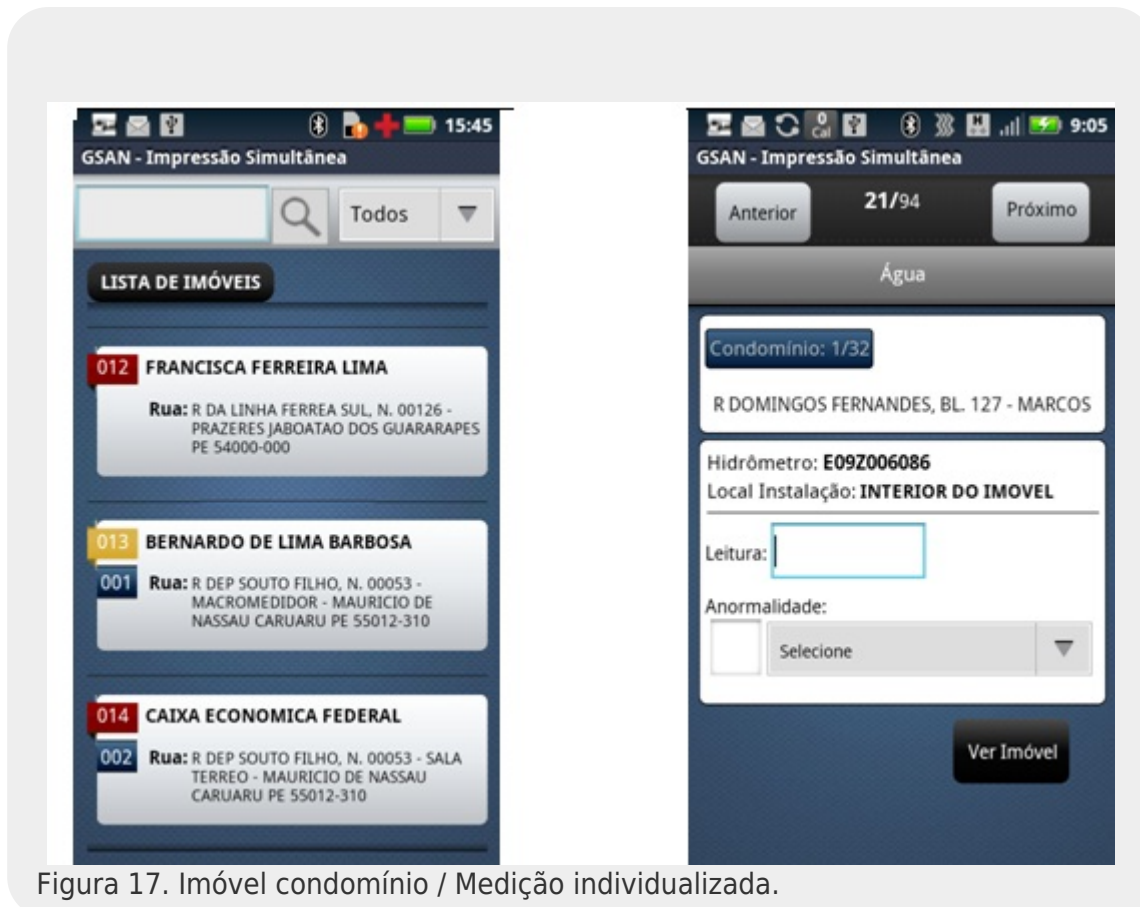 15:45
GSAN - Impressão Simultânea
Todos
LISTA DE IMÓVEIS
012 FRANCISCA FERREIRA LIMA
Rua: R DA LINHA FERREA SUL, N. 00126 -
PRAZERES JABOATAO DOS GUARARAPES
PE 54000-000
013 BERNARDO DE LIMA BARBOSA
001 Rua: R DEP SOUTO FILHO, N. 00053 -
MACROMEDIDOR - MAURICIO DE
NASSAU CARUARU PE 55012-310
014 CAIXA ECONOMICA FEDERAL
002 Rua: R DEP SOUTO FILHO, N. 00053 - SALA
TERREO - MAURICIO DE NASSAU
CARUARU PE 55012-310
0
Cal
H
9:05
GSAN - Impressão Simultânea
Anterior 21/94 Próximo
Água
Condomínio: 1/32
R DOMINGOS FERNANDES, BL. 127 - MARCOS
Hidrômetro: E09Z006086
Local Instalação: INTERIOR DO IMOVEL
Leitura:
Anormalidade:
Selecione
Ver Imóvel
Figura 17. Imóvel condomínio / Medição individualizada.